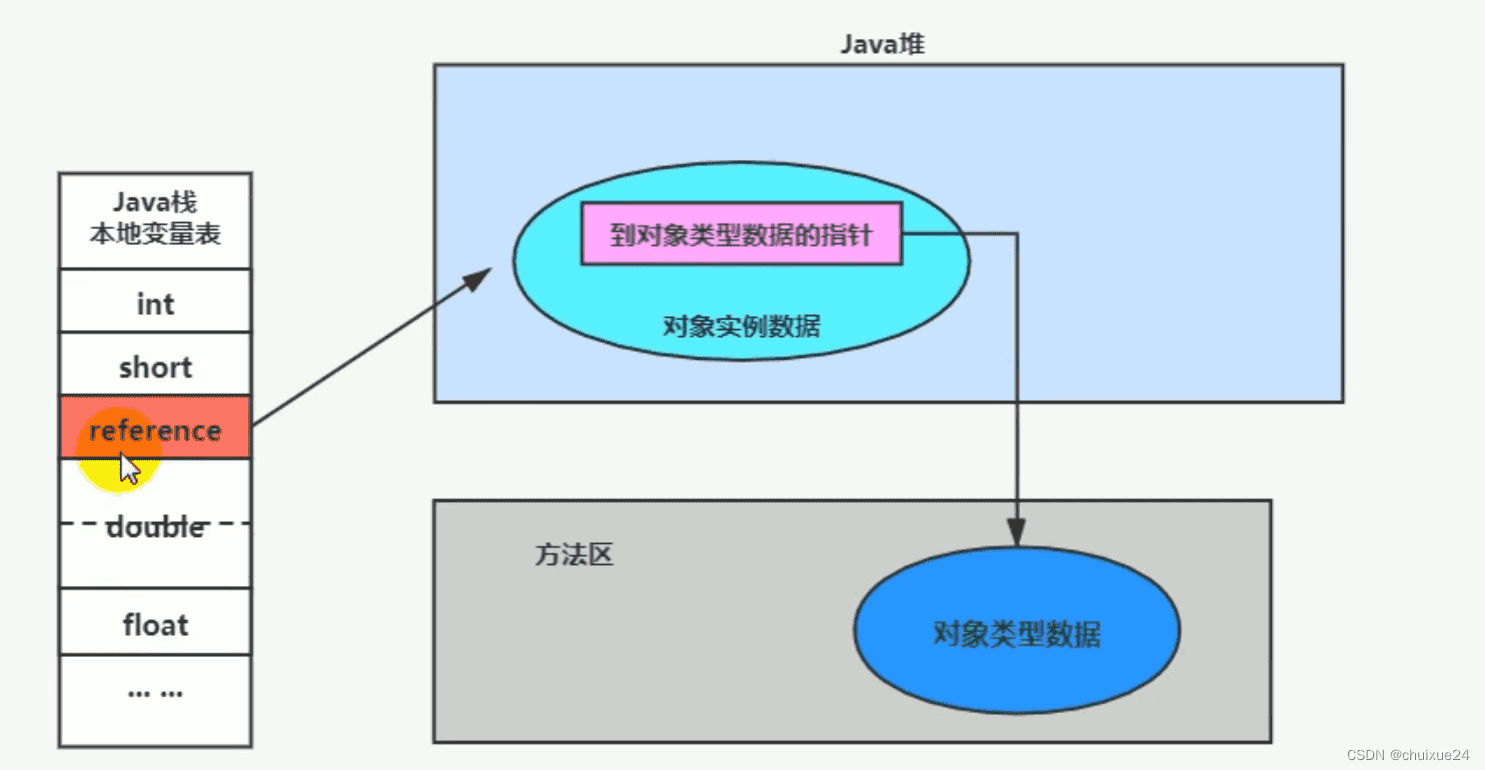 Java堆
Java栈
本地变量表
int
short
reference
double
float
... ...
到对象类型数据的指针
对象实例数据
方法区
对象类型数据
CSDN @chuixue24